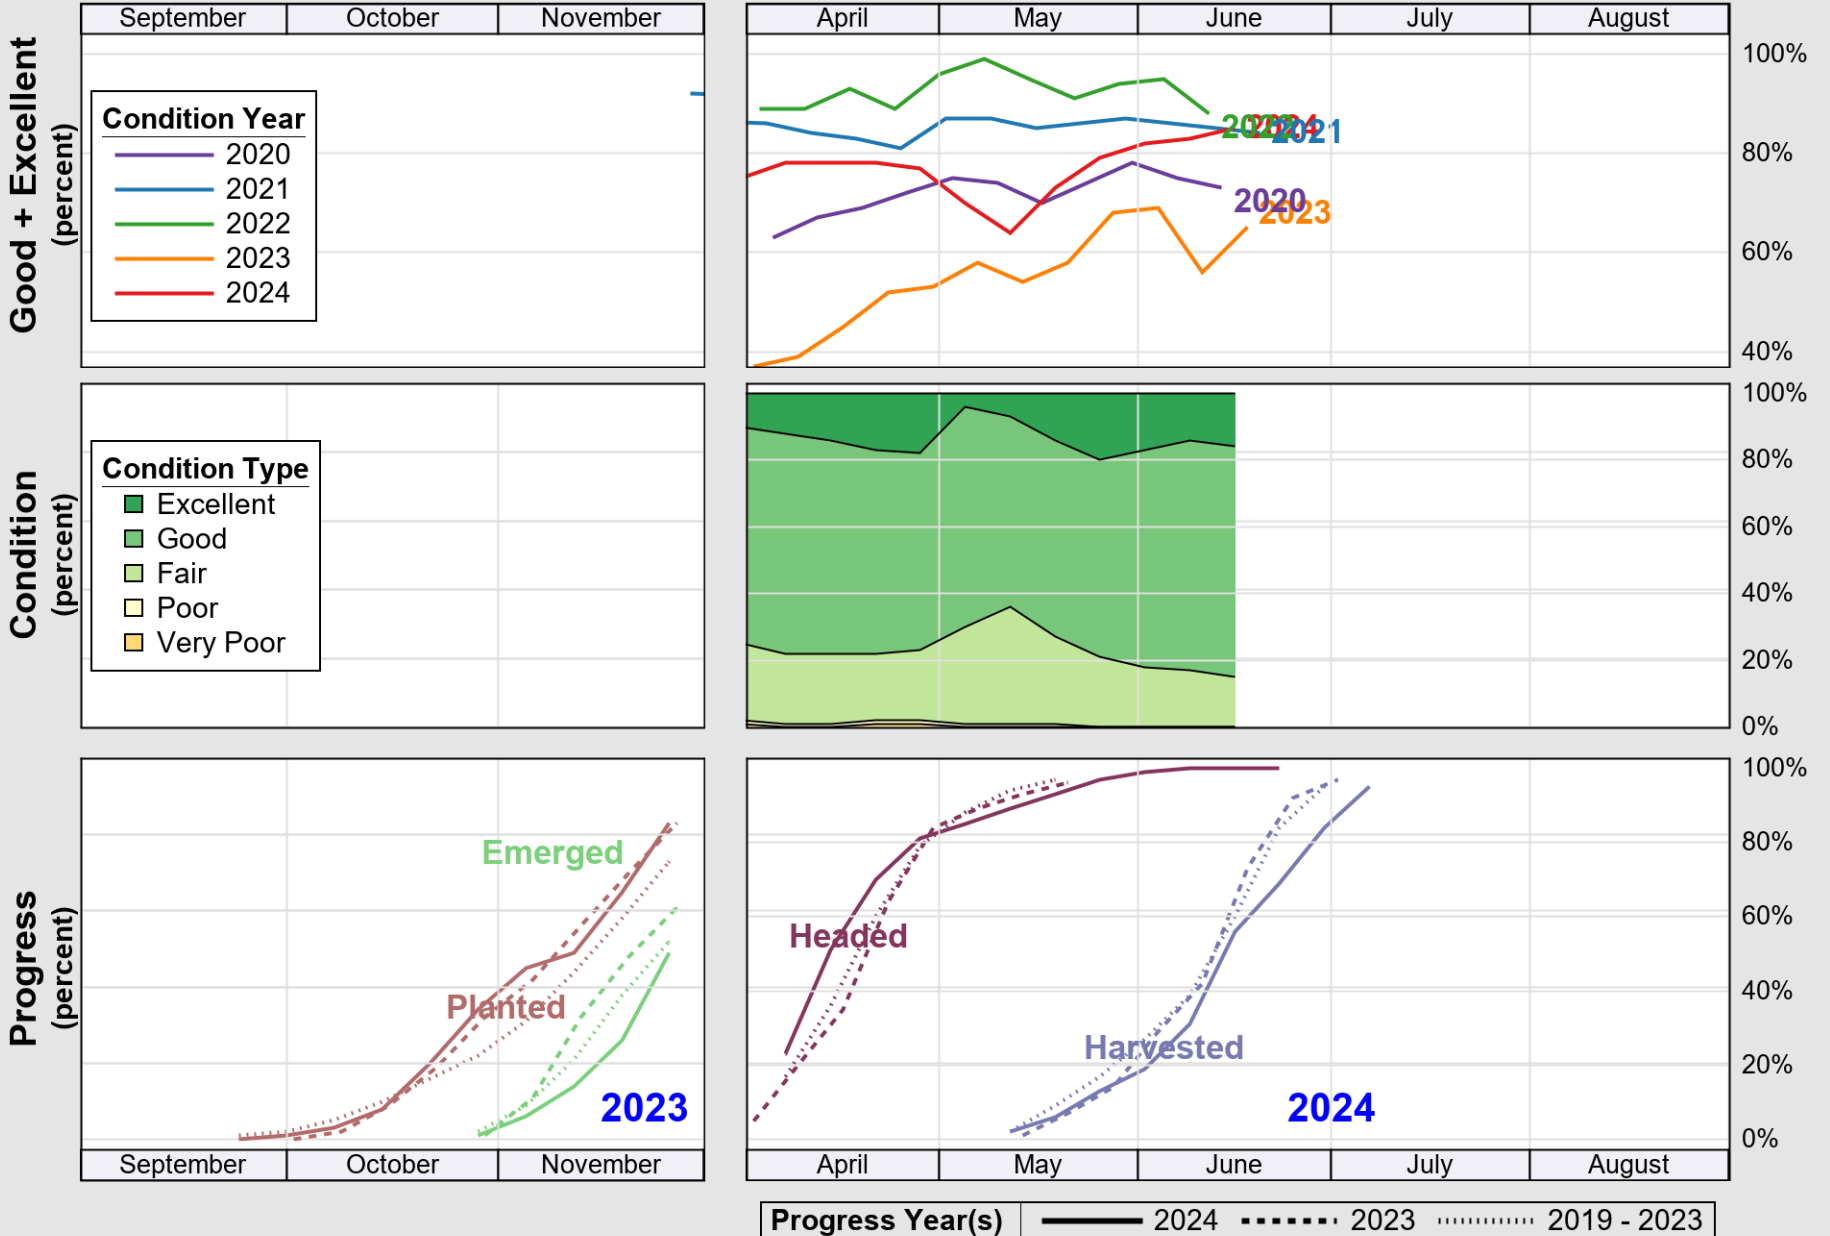 September October November April May June July August
Good + Excellent
(percent)
Condition Year
2020
2021
2022
2023
2024
2022
2024
2021
2020
2023
100%
80%
60%
40%
Condition
(percent)
Condition Type
Excellent
Good
Fair
Poor
Very Poor
100%
80%
60%
40%
20%
0%
Progress
(percent)
Emerged
Planted
2023
Headed
Harvested
2024
100%
80%
60%
40%
20%
0%
September October November April May June July August
Progress Year(s) 2024 2023 2019 - 2023